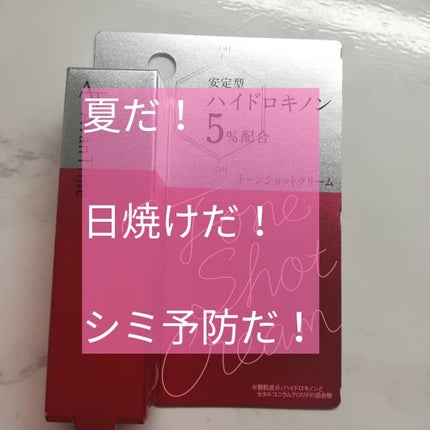 夏だ！
日焼けだ！
シミ予防だ！
安定型
ハイドロキノン
5%配合
OH
トーンショットクリーム
Tone
Shot
Cream
※整肌成分/ハイドロキノンと
セタルコニウムクロリドの混合物